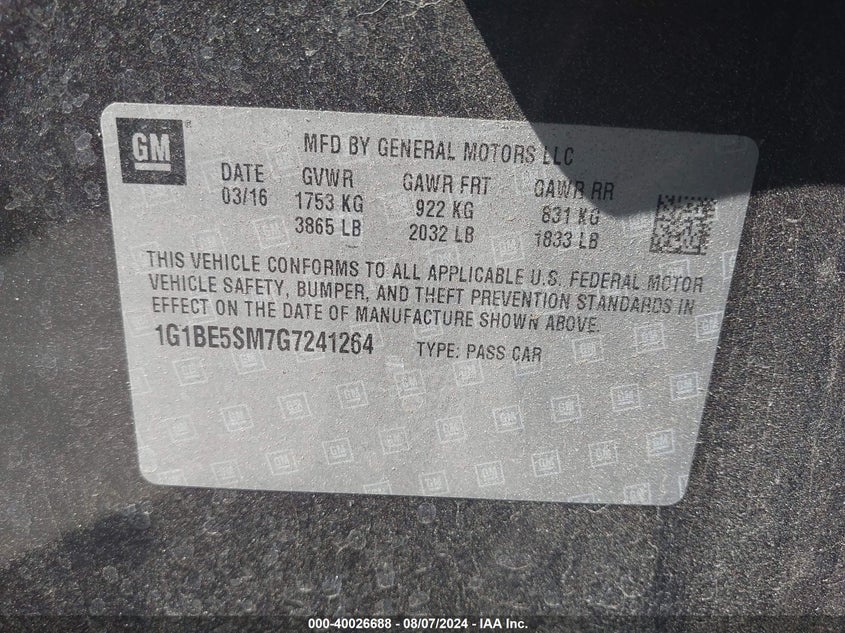 GM
MFD BY GENERAL MOTORS LLC
DATE GVWR GAWR FRT GAWR RR
03/16 1753 KG 922 KG 831 KG
3865 LB 2032 LB 1833 LB
THIS VEHICLE CONFORMS TO ALL APPLICABLE U.S. FEDERAL MOTOR
VEHICLE SAFETY, BUMPER, AND THEFT PREVENTION STANDARDS IN
EFFECT ON THE DATE OF MANUFACTURE SHOWN ABOVE.
1G1BE5SM7G7241264 TYPE: PASS CAR
000-40026688 - 08/07/2024 - IAA Inc.